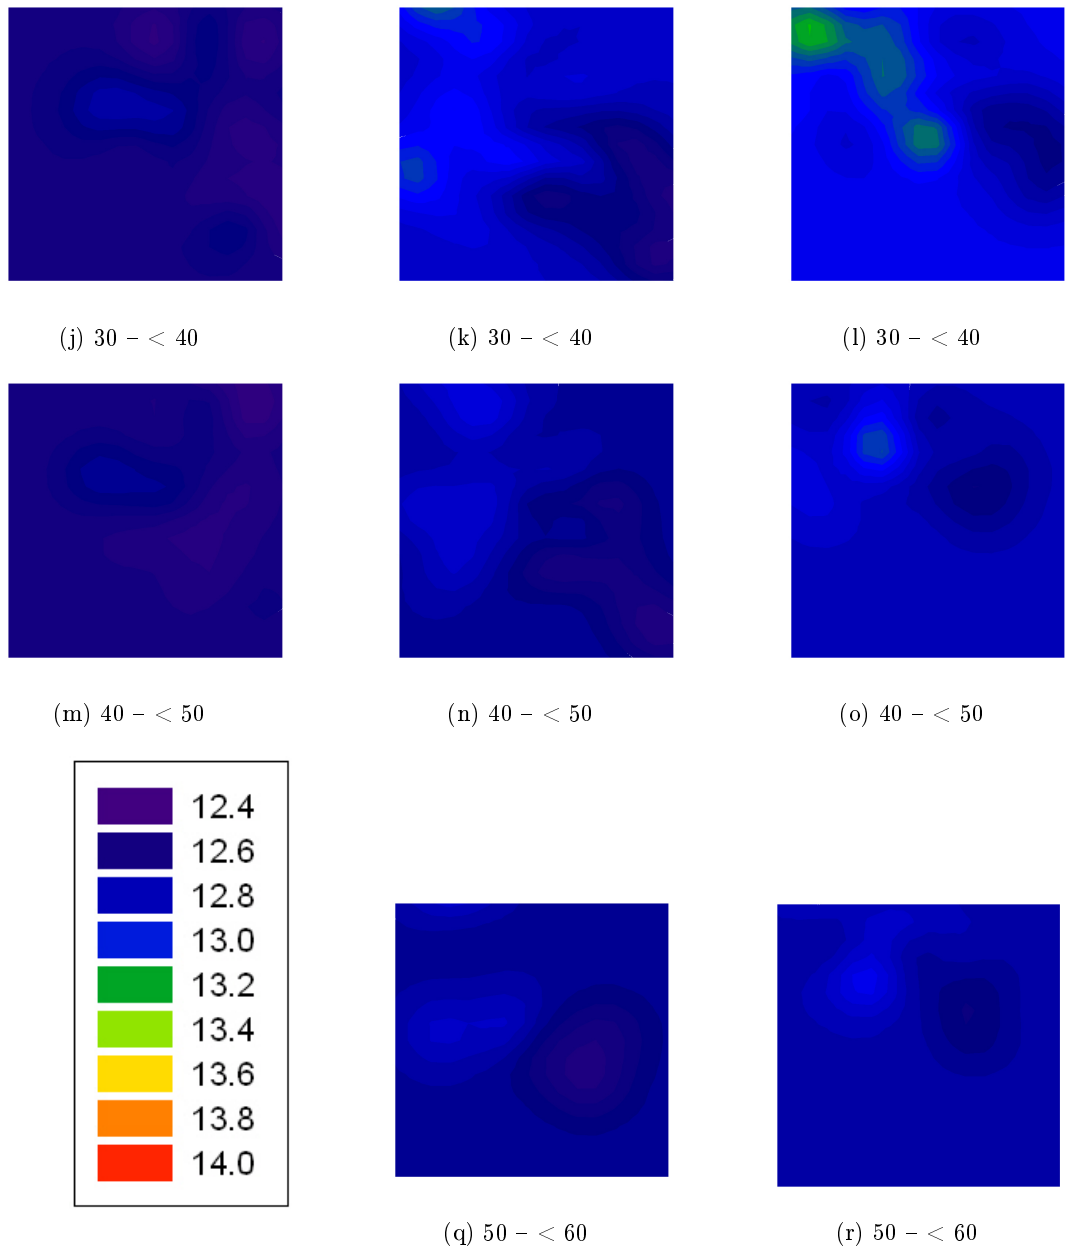 (j) 30 – < 40
(k) 30 – < 40
(l) 30 – < 40
(m) 40 – < 50
(n) 40 – < 50
(o) 40 – < 50
12.4
12.6
12.8
13.0
13.2
13.4
13.6
13.8
14.0
(q) 50 – < 60
(r) 50 – < 60